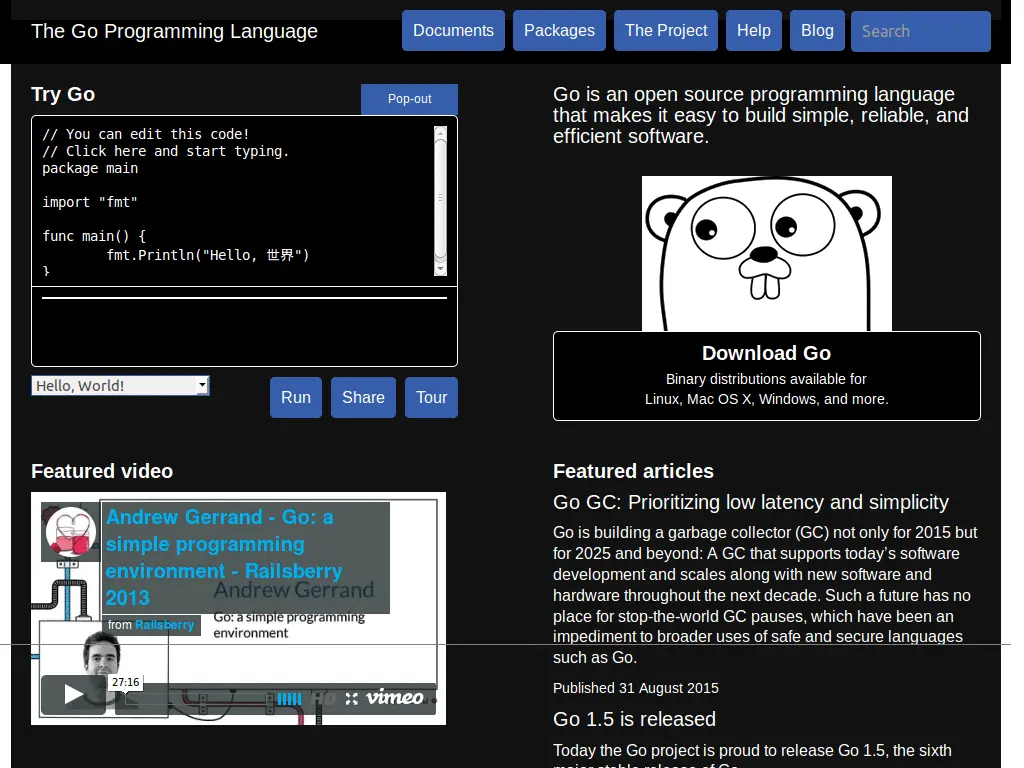 The Go Programming Language
Documents
Packages
The Project
Help
Blog
Search
Try Go
Pop-out
// You can edit this code!
// Click here and start typing.
package main
import "fmt"
func main() {
fmt.Println("Hello, 世界")
}
Hello, World!
Run
Share
Tour
Go is an open source programming language
that makes it easy to build simple, reliable, and
efficient software.
Download Go
Binary distributions available for
Linux, Mac OS X, Windows, and more.
Featured video
Andrew Gerrand - Go: a
simple programming
environment - Railsberry
2013
from Railsberry
Andrew Gerrand
Go: a simple programming
environment
27:16
HD
vimeo
Featured articles
Go GC: Prioritizing low latency and simplicity
Go is building a garbage collector (GC) not only for 2015 but
for 2025 and beyond: A GC that supports today’s software
development and scales along with new software and
hardware throughout the next decade. Such a future has no
place for stop-the-world GC pauses, which have been an
impediment to broader uses of safe and secure languages
such as Go.
Published 31 August 2015
Go 1.5 is released
Today the Go project is proud to release Go 1.5, the sixth
major stable release of Go.